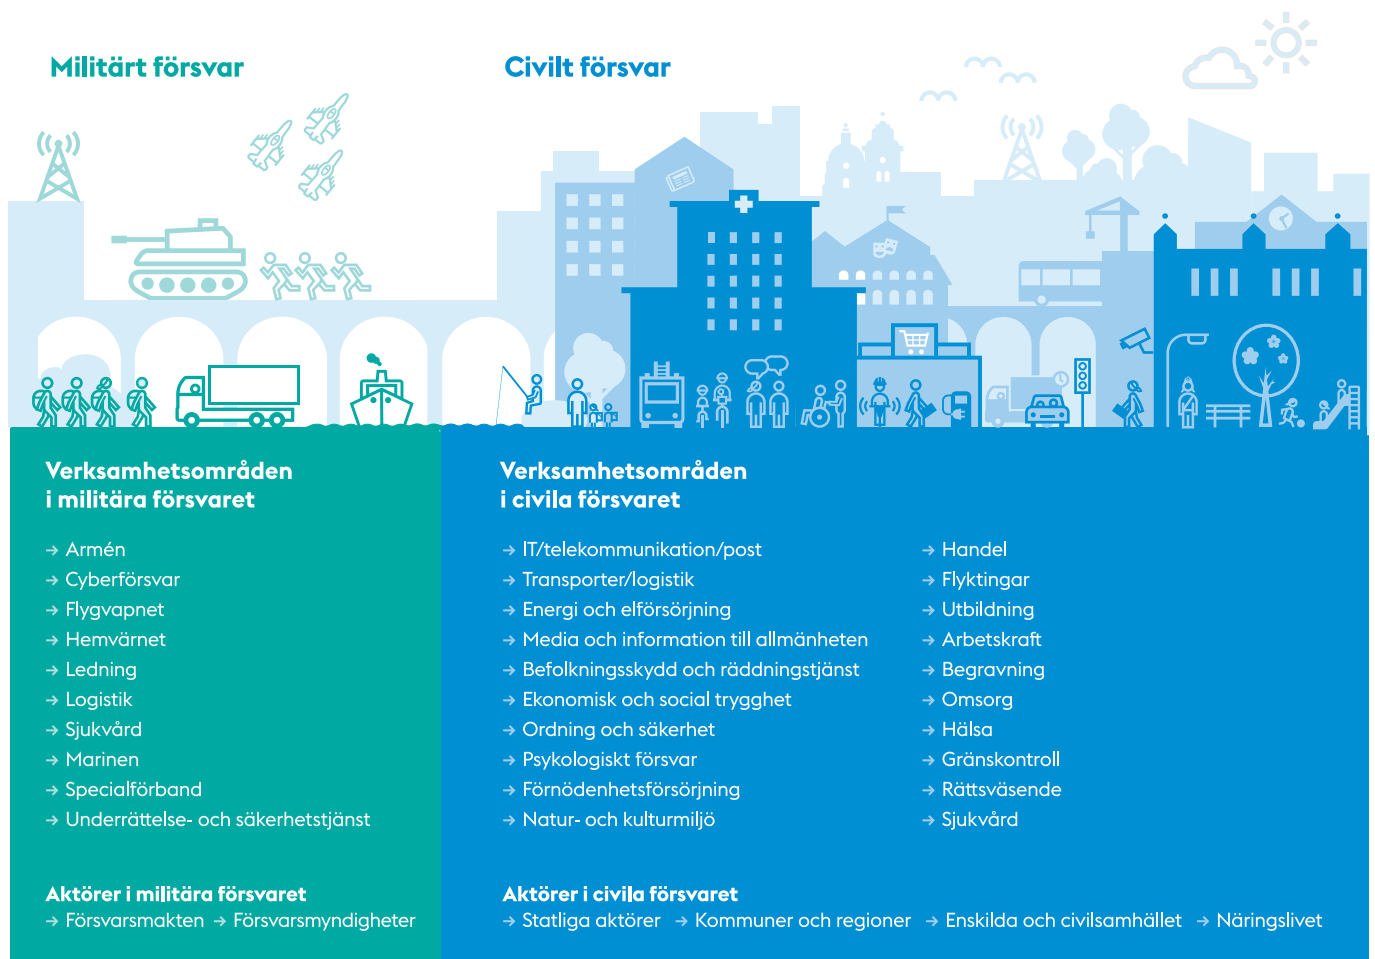 Militärt försvar
Civilt försvar
Verksamhetsområden
i militära försvaret
→ Armén
→ Cyberförsvar
→ Flygvapnet
→ Hemvärnet
→ Ledning
→ Logistik
→ Sjukvård
→ Marinen
→ Specialförband
→ Underrättelse- och säkerhetstjänst
Aktörer i militära försvaret
→ Försvarsmakten → Försvarsmyndigheter
Verksamhetsområden
i civila försvaret
→ IT/telekommunikation/post
→ Transporter/logistik
→ Energi och elförsörjning
→ Media och information till allmänheten
→ Befolkningsskydd och räddningstjänst
→ Ekonomisk och social trygghet
→ Ordning och säkerhet
→ Psykologiskt försvar
→ Förnödenhetsförsörjning
→ Natur- och kulturmiljö
→ Handel
→ Flyktingar
→ Utbildning
→ Arbetskraft
→ Begravning
→ Omsorg
→ Hälsa
→ Gränskontroll
→ Rättsväsende
→ Sjukvård
Aktörer i civila försvaret
→ Statliga aktörer → Kommuner och regioner → Enskilda och civilsamhället → Näringslivet